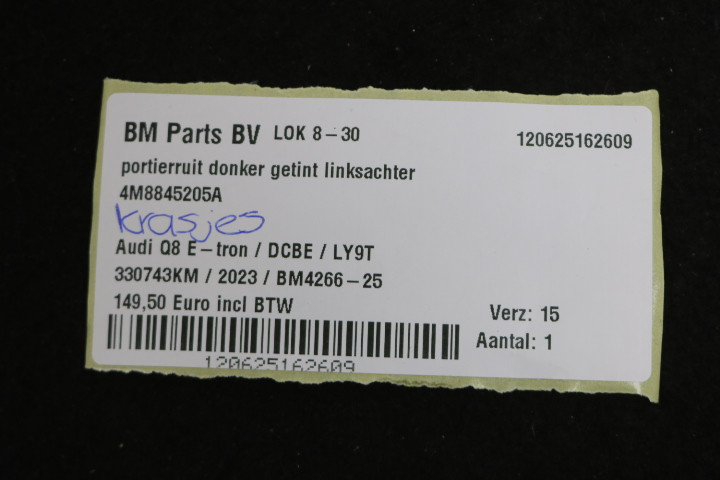 BM Parts BV LOK 8-30 120625162609
portierruit donker getint linksachter
4M8845205A
krasjes
Audi Q8 E-tron / DCBE / LY9T
330743KM / 2023 / BM4266-25
149,50 Euro incl BTW
Verz: 15
Aantal: 1
120625162609